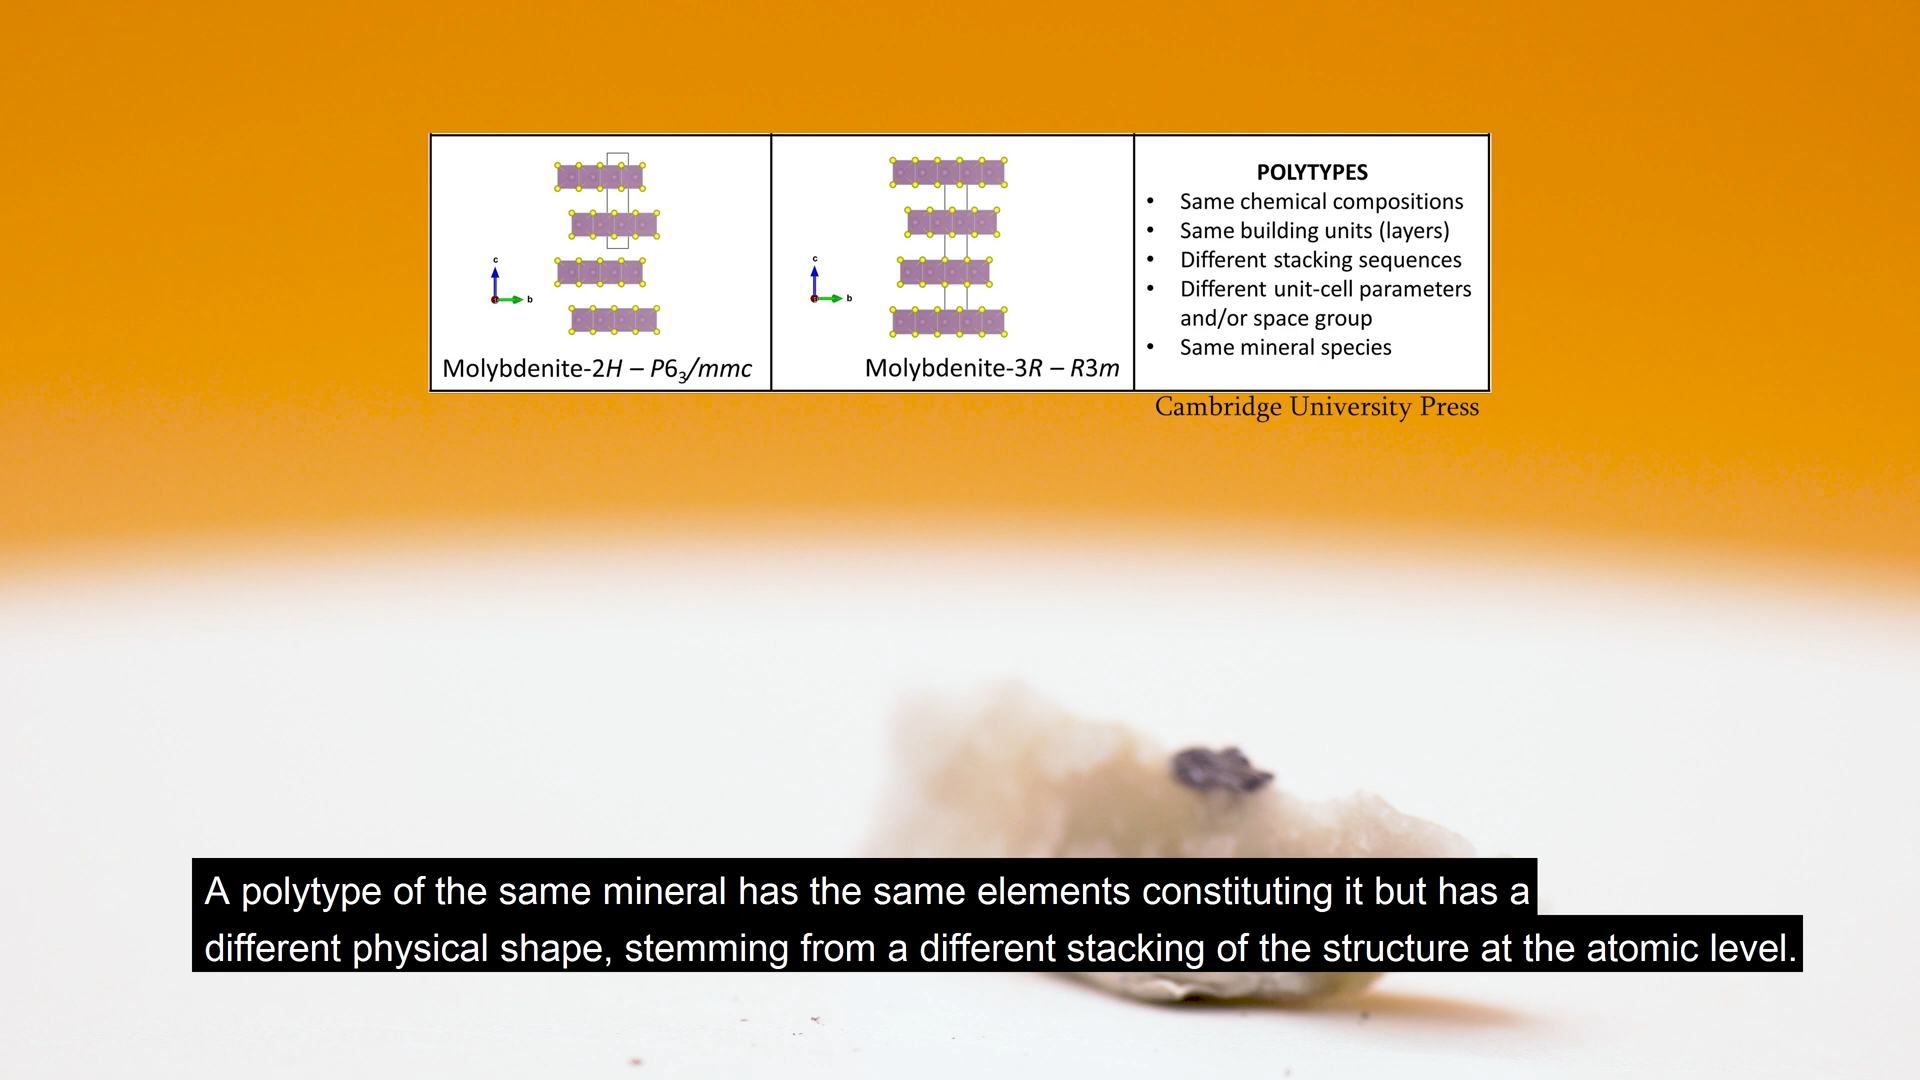 c
b
Molybdenite-2H – P6₃/mmc
c
b
Molybdenite-3R – R3m
POLYTYPES
• Same chemical compositions
• Same building units (layers)
• Different stacking sequences
• Different unit-cell parameters
and/or space group
• Same mineral species
Cambridge University Press
A polytype of the same mineral has the same elements constituting it but has a
different physical shape, stemming from a different stacking of the structure at the atomic level.